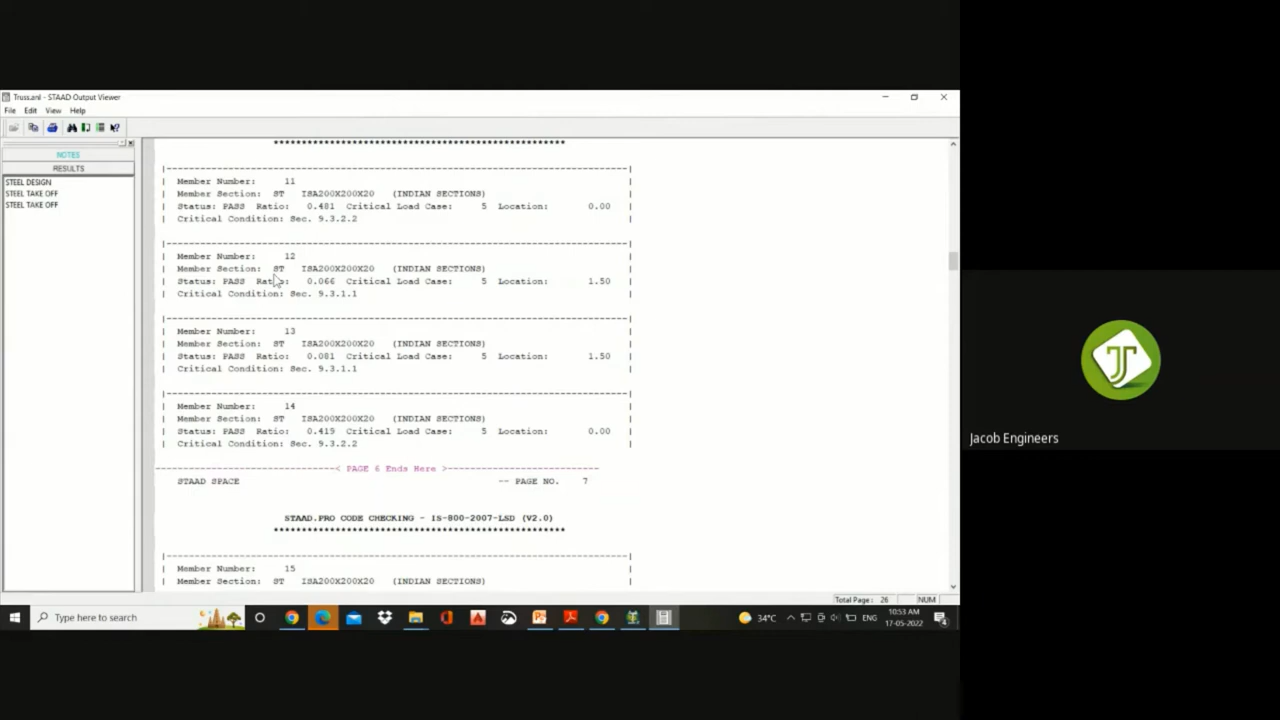 Truss.anl - STAAD Output Viewer
File Edit View Help
NOTES
RESULTS
STEEL DESIGN
STEEL TAKE OFF
STEEL TAKE OFF
****************************************************************
|-----------------------------------------------------------------------------|
| Member Number: 11 |
| Member Section: ST ISA200X200X20 (INDIAN SECTIONS) |
| Status: PASS Ratio: 0.481 Critical Load Case: 5 Location: 0.00 |
| Critical Condition: Sec. 9.3.2.2 |
|-----------------------------------------------------------------------------|
| Member Number: 12 |
| Member Section: ST ISA200X200X20 (INDIAN SECTIONS) |
| Status: PASS Ratio: 0.066 Critical Load Case: 5 Location: 1.50 |
| Critical Condition: Sec. 9.3.1.1 |
|-----------------------------------------------------------------------------|
| Member Number: 13 |
| Member Section: ST ISA200X200X20 (INDIAN SECTIONS) |
| Status: PASS Ratio: 0.081 Critical Load Case: 5 Location: 1.50 |
| Critical Condition: Sec. 9.3.1.1 |
|-----------------------------------------------------------------------------|
| Member Number: 14 |
| Member Section: ST ISA200X200X20 (INDIAN SECTIONS) |
| Status: PASS Ratio: 0.419 Critical Load Case: 5 Location: 0.00 |
| Critical Condition: Sec. 9.3.2.2 |
------------------------------< PAGE 6 Ends Here >--------------------------
STAAD SPACE -- PAGE NO. 7
STAAD.PRO CODE CHECKING - IS-800-2007-LSD (V2.0)
****************************************************************
|-----------------------------------------------------------------------------|
| Member Number: 15 |
| Member Section: ST ISA200X200X20 (INDIAN SECTIONS) |
Total Page: 26 NUM
Type here to search
34°C ENG
10:53 AM
17-05-2022
4
Jacob Engineers